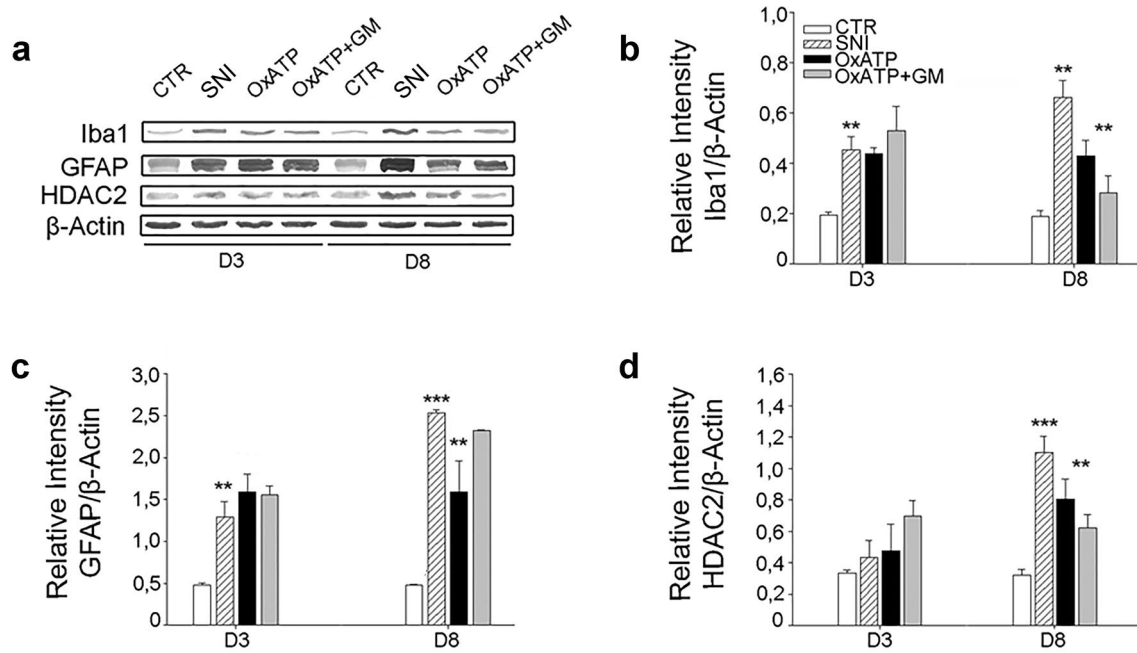 a
CTR SNI OxATP OxATP+GM CTR SNI OxATP OxATP+GM
Iba1
GFAP
HDAC2
β-Actin
D3 D8
b
Relative Intensity
Iba1/β-Actin
1,0
0,8
0,6
0,4
0,2
0
CTR
SNI
OxATP
OxATP+GM
** ** **
D3 D8
c
Relative Intensity
GFAP/β-Actin
3,0
2,5
2,0
1,5
1,0
0,5
0
** *** **
D3 D8
d
Relative Intensity
HDAC2/β-Actin
1,6
1,4
1,2
1,0
0,8
0,6
0,4
0,2
0
*** **
D3 D8